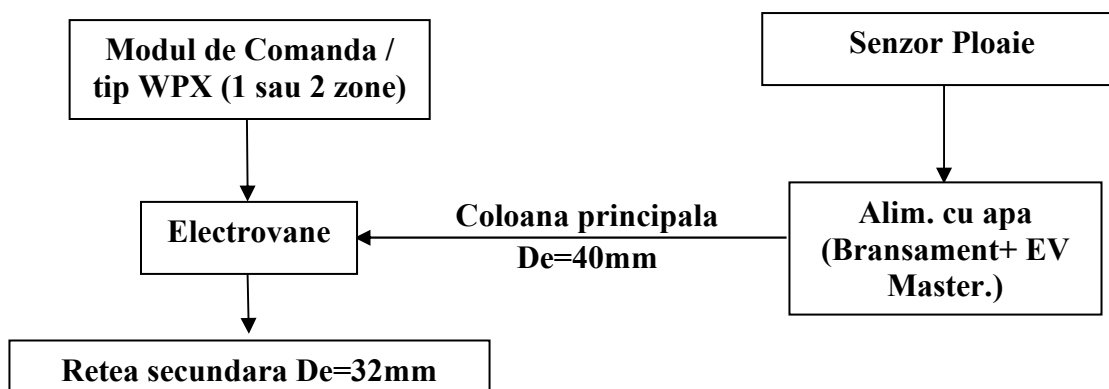 Modul de Comanda /
tip WPX (1 sau 2 zone)
Senzor Ploaie
Electrovane
Coloana principala
De=40mm
Alim. cu apa
(Bransament+ EV
Master.)
Retea secundara De=32mm